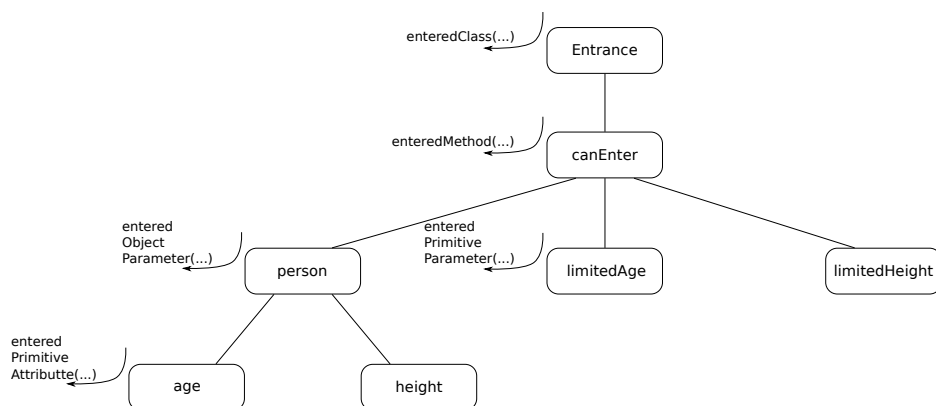 enteredClass(...)
Entrance
enteredMethod(...)
canEnter
entered
Object
Parameter(...)
person
entered
Primitive
Parameter(...)
limitedAge
limitedHeight
entered
Primitive
Attributte(...)
age
height